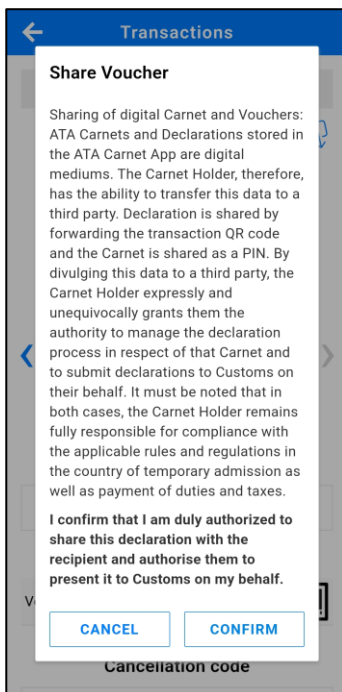 Transactions
Share Voucher
Sharing of digital Carnet and Vouchers:
ATA Carnets and Declarations stored in
the ATA Carnet App are digital
mediums. The Carnet Holder, therefore,
has the ability to transfer this data to a
third party. Declaration is shared by
forwarding the transaction QR code
and the Carnet is shared as a PIN. By
divulging this data to a third party, the
Carnet Holder expressly and
unequivocally grants them the
authority to manage the declaration
process in respect of that Carnet and
to submit declarations to Customs on
their behalf. It must be noted that in
both cases, the Carnet Holder remains
fully responsible for compliance with
the applicable rules and regulations in
the country of temporary admission as
well as payment of duties and taxes.
I confirm that I am duly authorized to
share this declaration with the
recipient and authorise them to
present it to Customs on my behalf.
CANCEL CONFIRM
Cancellation code